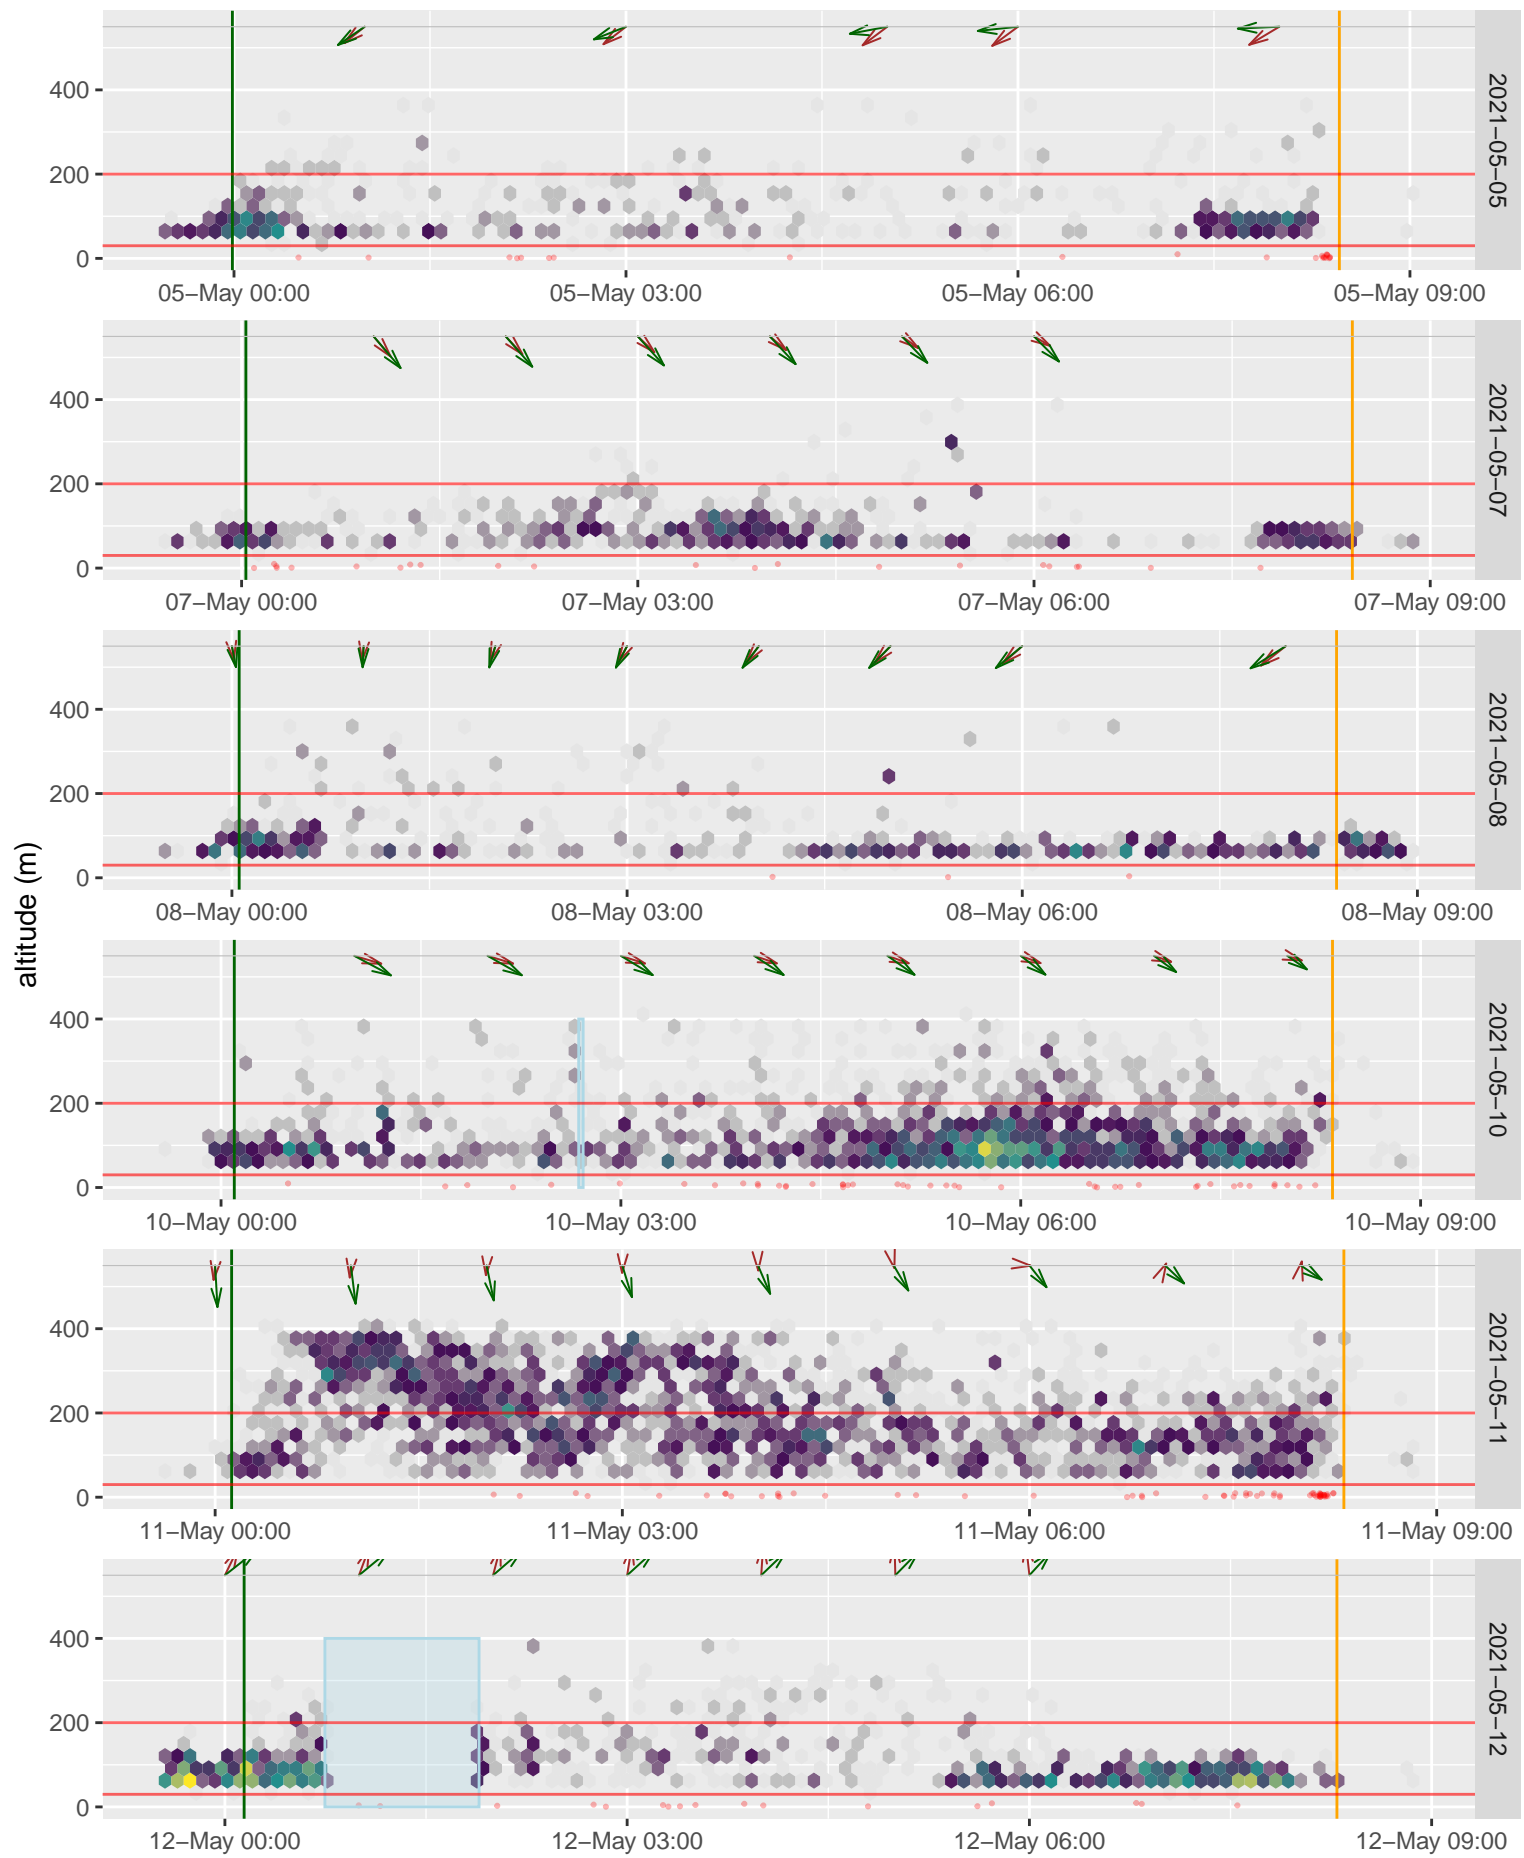 altitude (m)
400
200
0
2021−05−05
05−May 00:00
05−May 03:00
05−May 06:00
05−May 09:00
400
200
0
2021−05−07
07−May 00:00
07−May 03:00
07−May 06:00
07−May 09:00
400
200
0
2021−05−08
08−May 00:00
08−May 03:00
08−May 06:00
08−May 09:00
400
200
0
2021−05−10
10−May 00:00
10−May 03:00
10−May 06:00
10−May 09:00
400
200
0
2021−05−11
11−May 00:00
11−May 03:00
11−May 06:00
11−May 09:00
400
200
0
2021−05−12
12−May 00:00
12−May 03:00
12−May 06:00
12−May 09:00